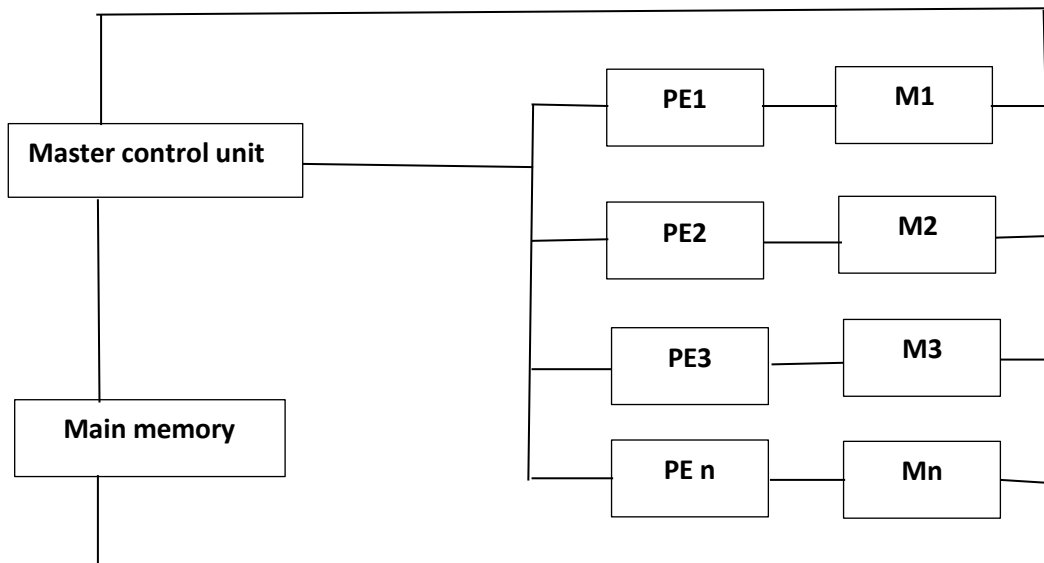 PE1
M1
Master control unit
PE2
M2
PE3
M3
Main memory
PE n
Mn